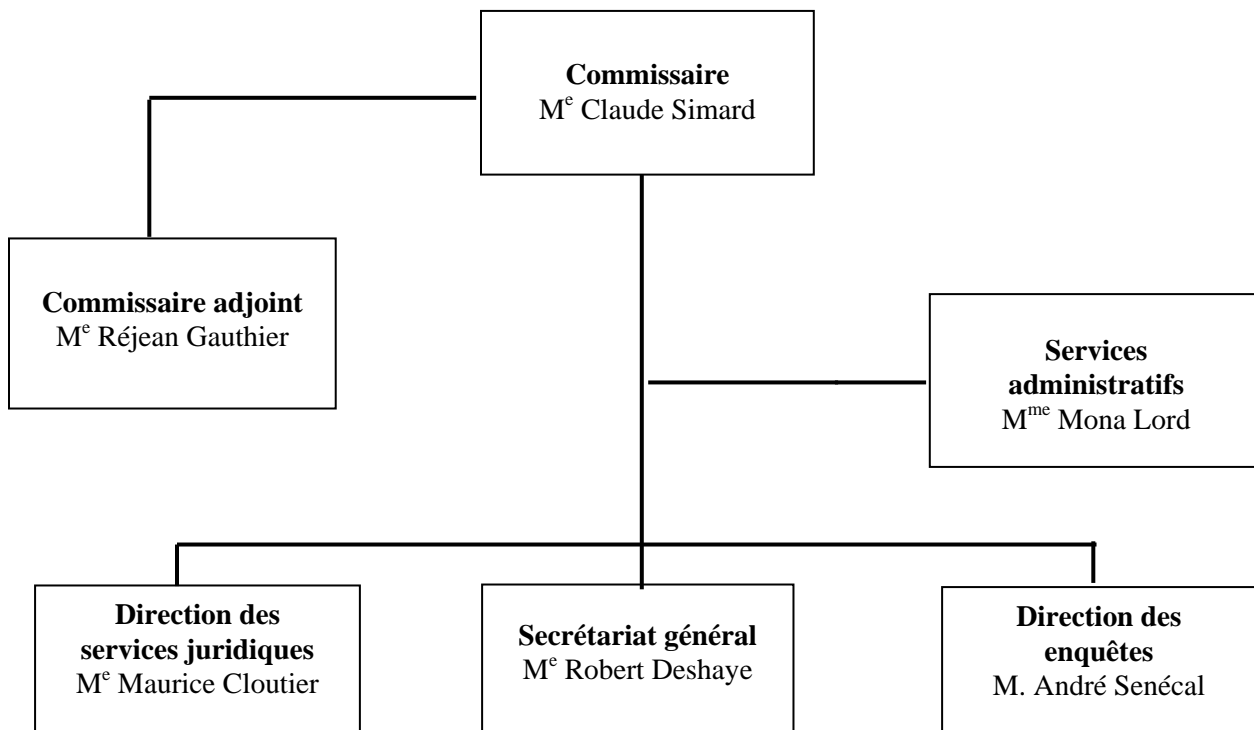 Commissaire
Me Claude Simard
Commissaire adjoint
Me Réjean Gauthier
Services
administratifs
Mme Mona Lord
Direction des
services juridiques
Me Maurice Cloutier
Secrétariat général
Me Robert Deshaye
Direction des
enquêtes
M. André Senécal